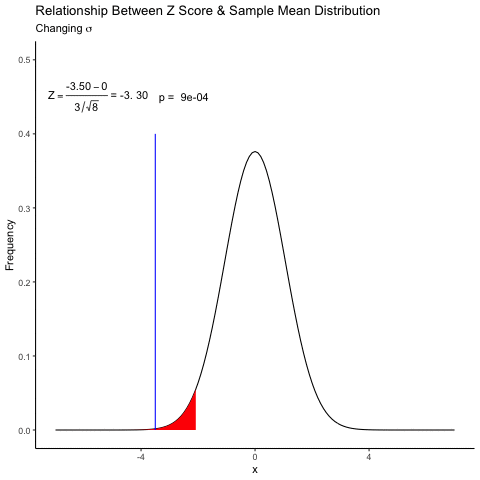 Relationship Between Z Score & Sample Mean Distribution
Changing σ
Z = -3.50 − 0 / 3/√8 = -3. 30 p = 9e-04
0.5
0.4
0.3
0.2
0.1
0.0
Frequency
-4 0 4
x